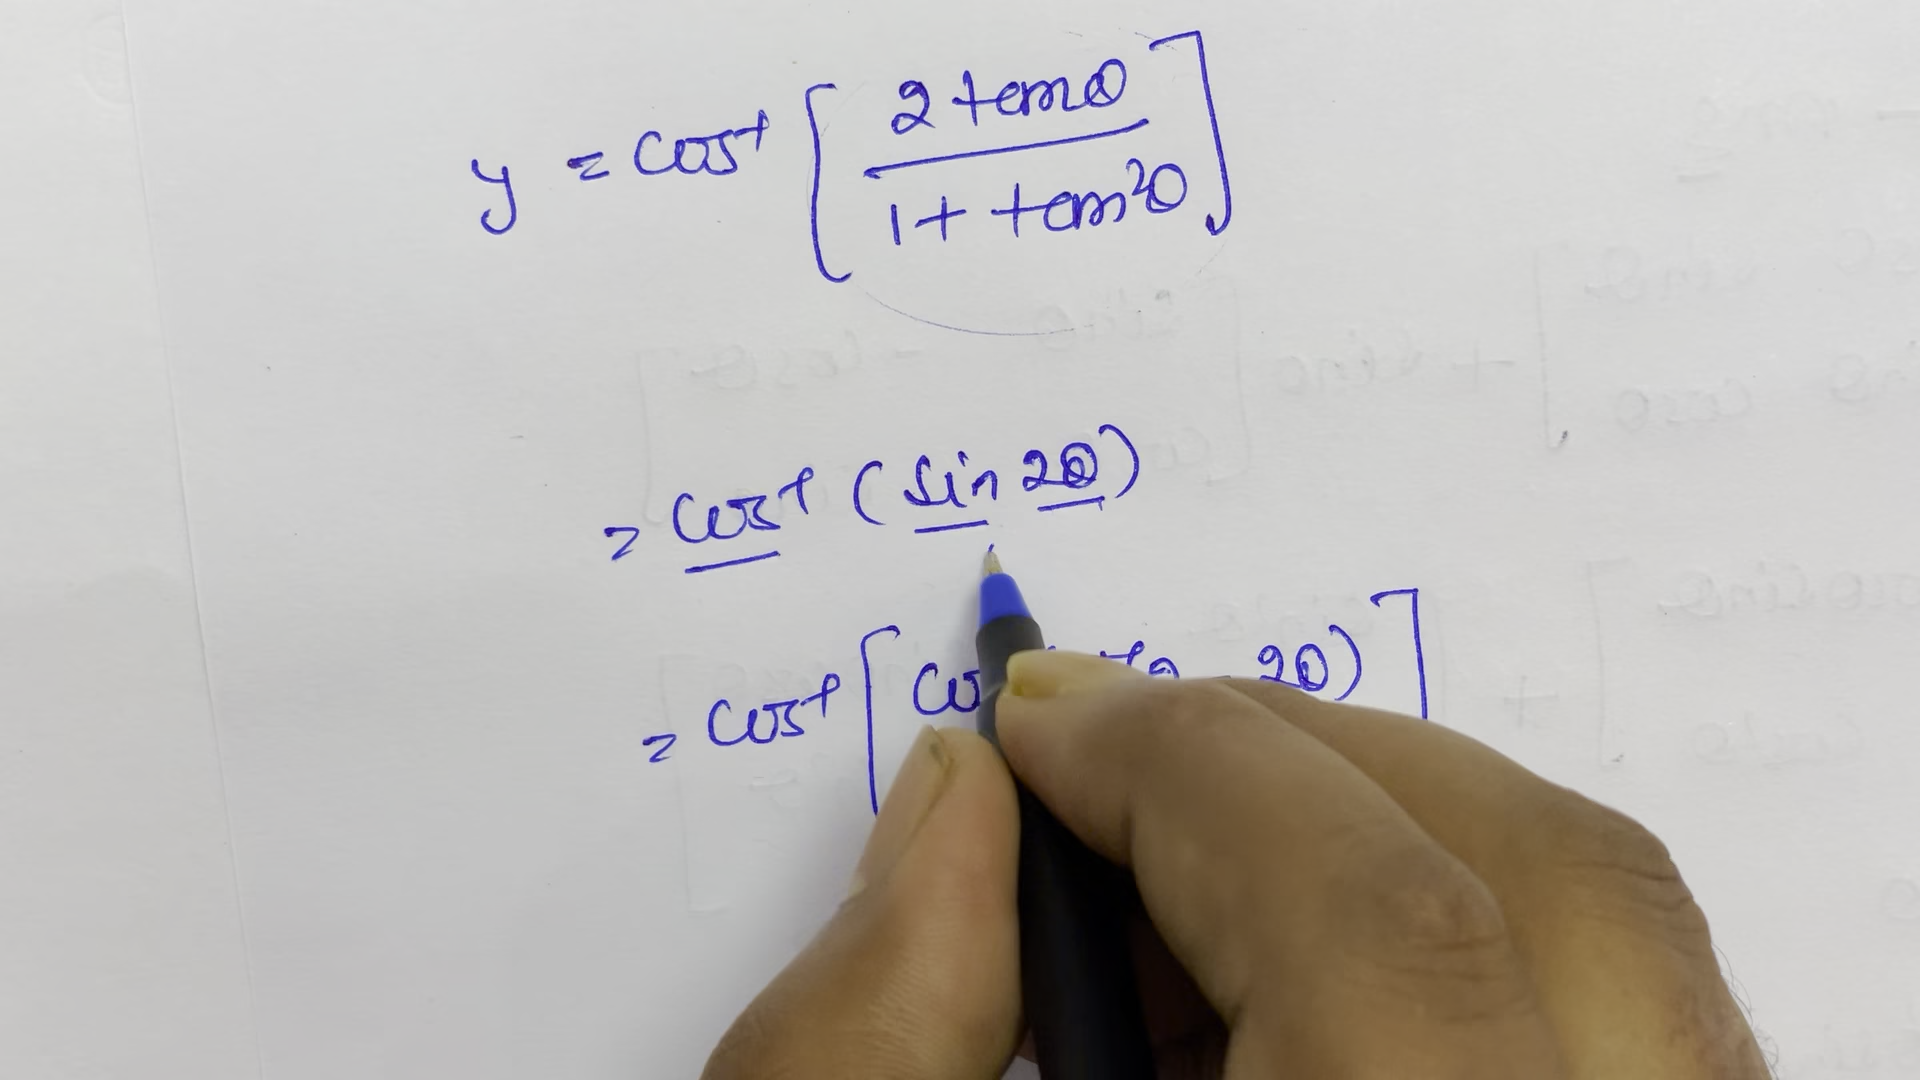 y = cos⁻¹ [ 2 tanθ / 1 + tan²θ ]
= cos⁻¹ ( sin 2θ )
= cos⁻¹ [ - 2θ ) ]